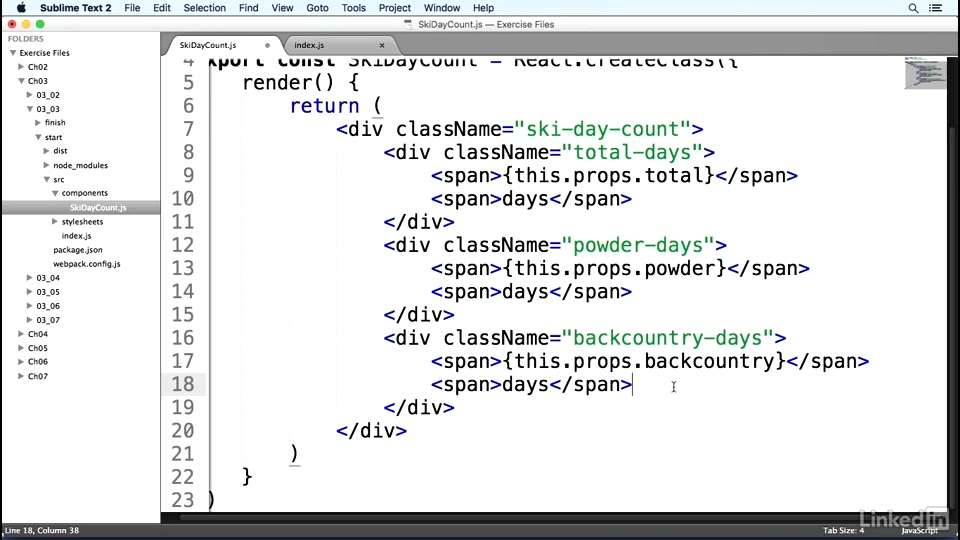 Sublime Text 2 File Edit Selection Find View Goto Tools Project Window Help
SkiDayCount.js — Exercise Files
FOLDERS
Exercise Files
Ch02
Ch03
03_02
03_03
finish
start
dist
node_modules
src
components
SkiDayCount.js
stylesheets
index.js
package.json
webpack.config.js
03_04
03_05
03_06
03_07
Ch04
Ch05
Ch06
Ch07
SkiDayCount.js index.js
4 xport const SkiDayCount = React.createClass({
5 render() {
6 return (
7 <div className="ski-day-count">
8 <div className="total-days">
9 <span>{this.props.total}</span>
10 <span>days</span>
11 </div>
12 <div className="powder-days">
13 <span>{this.props.powder}</span>
14 <span>days</span>
15 </div>
16 <div className="backcountry-days">
17 <span>{this.props.backcountry}</span>
18 <span>days</span>
19 </div>
20 </div>
21 )
22 }
23 )
Line 18, Column 38 Tab Size: 4 JavaScript
LinkedIn